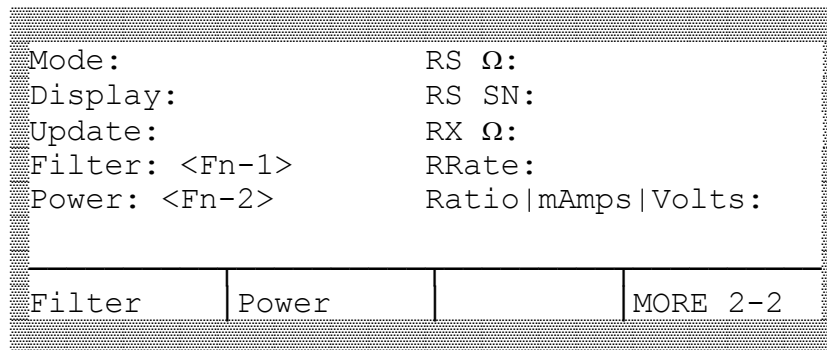 Mode: RS Ω:
Display: RS SN:
Update: RX Ω:
Filter: <Fn-1> RRate:
Power: <Fn-2> Ratio|mAmps|Volts:
Filter Power MORE 2-2